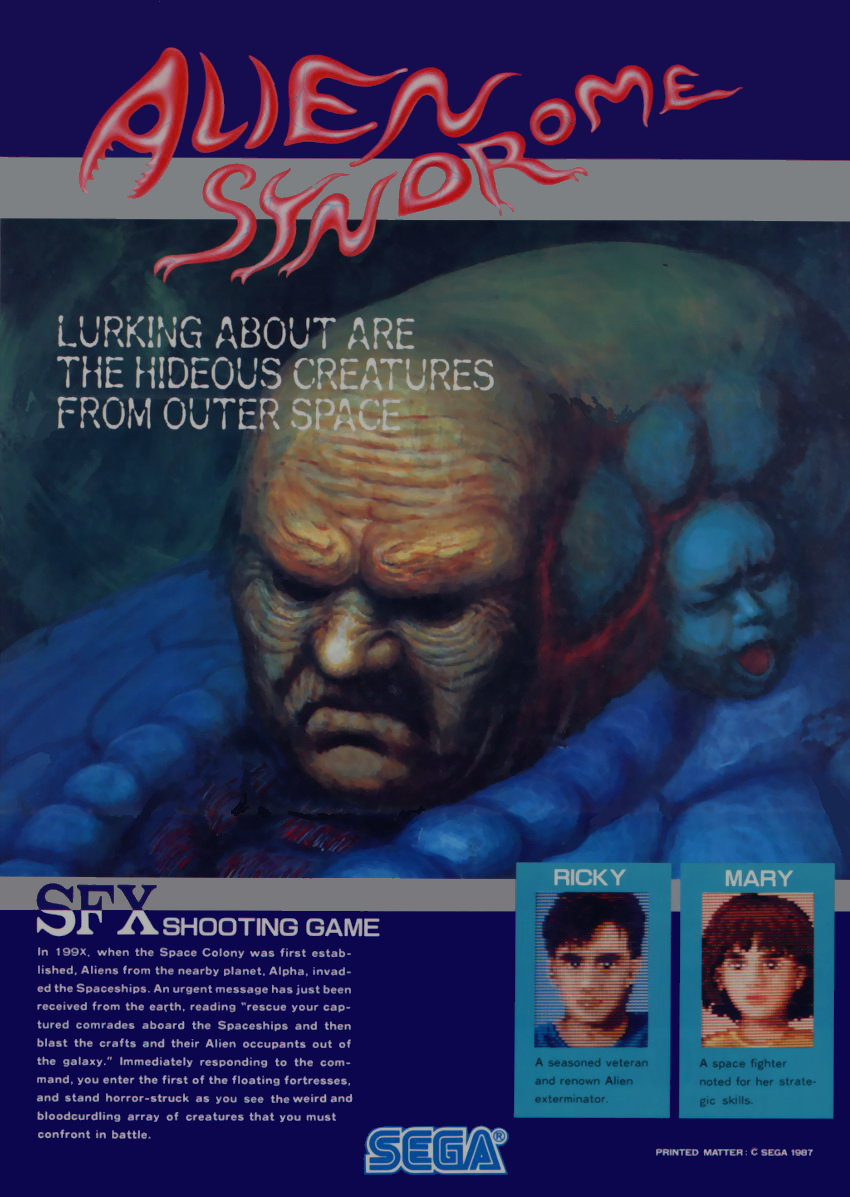 ALIEN
SYNDROME
LURKING ABOUT ARE
THE HIDEOUS CREATURES
FROM OUTER SPACE
SFX SHOOTING GAME
In 199X, when the Space Colony was first estab-
lished, Aliens from the nearby planet, Alpha, invad-
ed the Spaceships. An urgent message has just been
received from the earth, reading "rescue your cap-
tured comrades aboard the Spaceships and then
blast the crafts and their Alien occupants out of
the galaxy." Immediately responding to the com-
mand, you enter the first of the floating fortresses,
and stand horror-struck as you see the weird and
bloodcurdling array of creatures that you must
confront in battle.
RICKY
A seasoned veteran
and renown Alien
exterminator.
MARY
A space fighter
noted for her strate-
gic skills.
SEGA®
PRINTED MATTER: © SEGA 1987